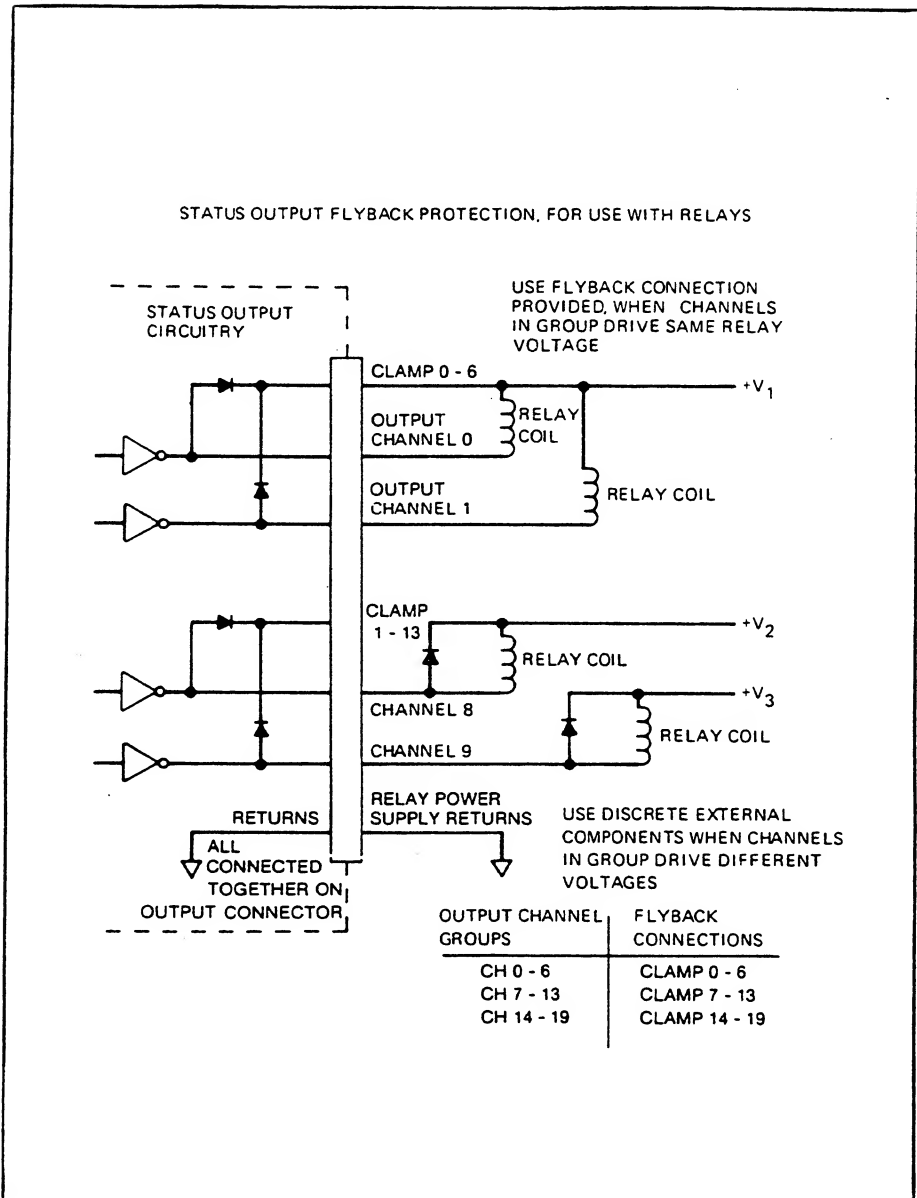 STATUS OUTPUT FLYBACK PROTECTION, FOR USE WITH RELAYS
STATUS OUTPUT
CIRCUITRY
USE FLYBACK CONNECTION
PROVIDED, WHEN CHANNELS
IN GROUP DRIVE SAME RELAY
VOLTAGE
CLAMP 0 - 6
+V1
OUTPUT
CHANNEL 0
RELAY
COIL
OUTPUT
CHANNEL 1
RELAY COIL
CLAMP
1 - 13
+V2
RELAY COIL
CHANNEL 8
+V3
RELAY COIL
CHANNEL 9
RETURNS
RELAY POWER
SUPPLY RETURNS
ALL
CONNECTED
TOGETHER ON
OUTPUT CONNECTOR
USE DISCRETE EXTERNAL
COMPONENTS WHEN CHANNELS
IN GROUP DRIVE DIFFERENT
VOLTAGES
OUTPUT CHANNEL GROUPS
FLYBACK CONNECTIONS
CH 0 - 6 CLAMP 0 - 6
CH 7 - 13 CLAMP 7 - 13
CH 14 - 19 CLAMP 14 - 19